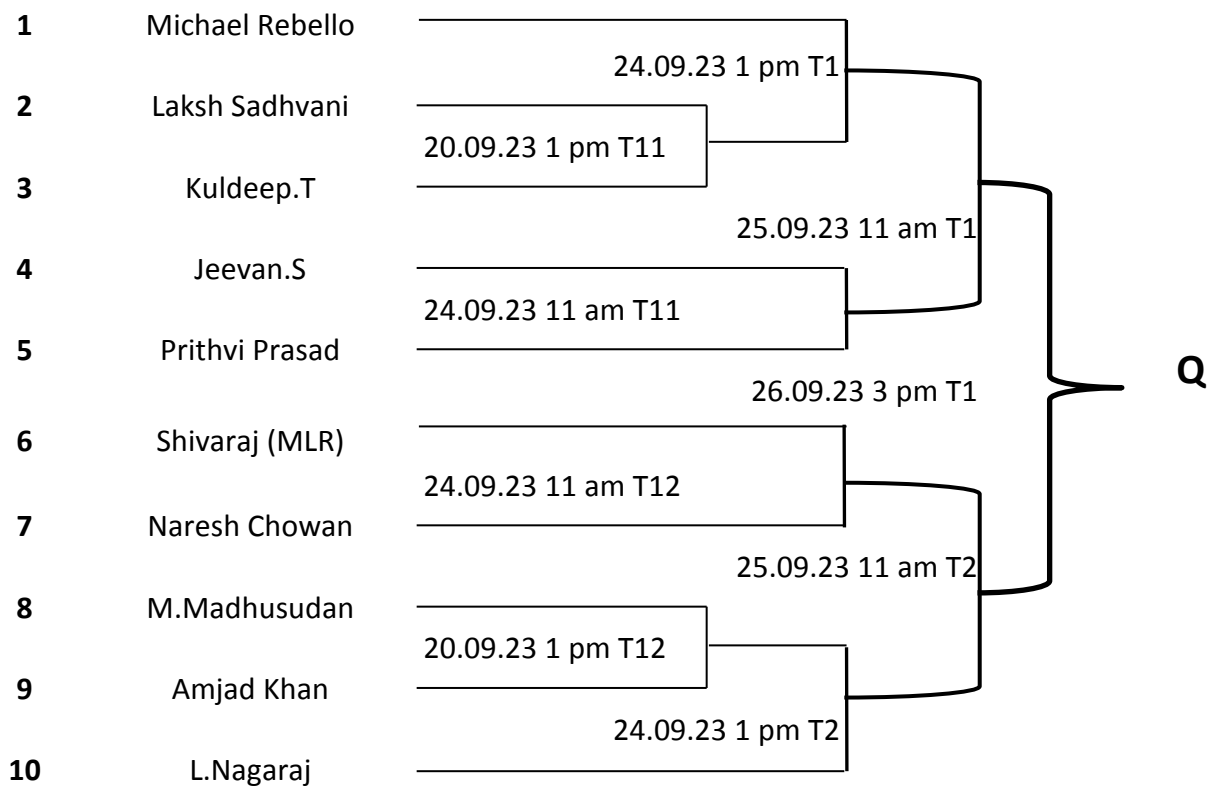 1 Michael Rebello
24.09.23 1 pm T1
2 Laksh Sadhvani
20.09.23 1 pm T11
3 Kuldeep.T
25.09.23 11 am T1
4 Jeevan.S
24.09.23 11 am T11
5 Prithvi Prasad
Q
26.09.23 3 pm T1
6 Shivaraj (MLR)
24.09.23 11 am T12
7 Naresh Chowan
25.09.23 11 am T2
8 M.Madhusudan
20.09.23 1 pm T12
9 Amjad Khan
24.09.23 1 pm T2
10 L.Nagaraj